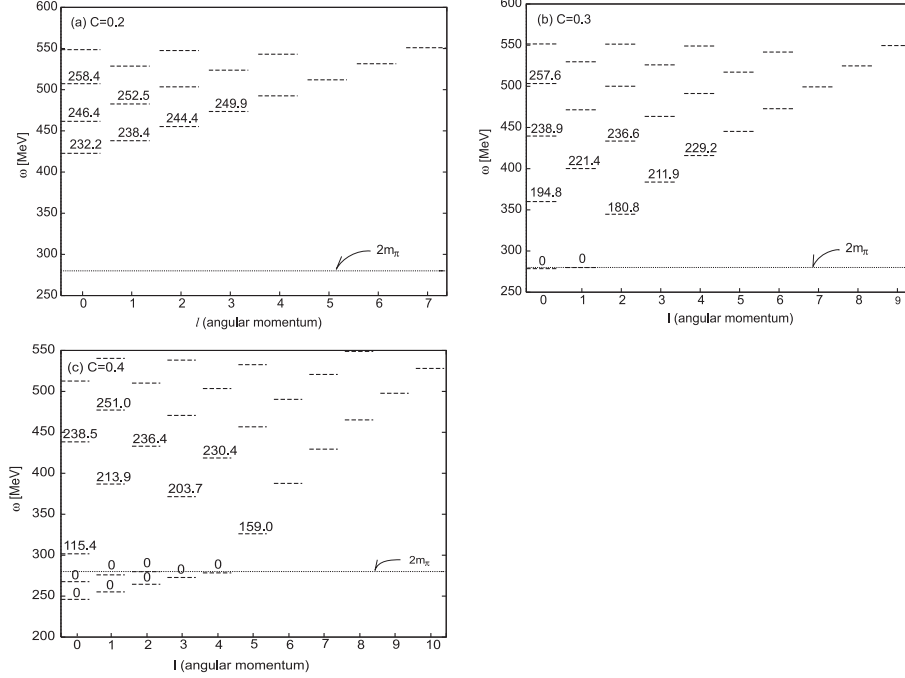 600
(a) C=0.2
550
258.4
500
246.4
252.5
249.9
450
232.2
238.4
244.4
400
350
2mπ
300
250
ω [MeV]
0 1 2 3 4 5 6 7
l (angular momentum)
600
(b) C=0.3
550
257.6
500
450
238.9
236.6
221.4
229.2
400
194.8
211.9
350
180.8
300
2mπ
0 0
250
ω [MeV]
0 1 2 3 4 5 6 7 8 9
l (angular momentum)
550
(c) C=0.4
500
251.0
450
238.5
236.4
230.4
400
213.9
203.7
350
159.0
300
115.4
2mπ
0 0 0 0 0
250
0 0 0
200
ω [MeV]
0 1 2 3 4 5 6 7 8 9 10
l (angular momentum)